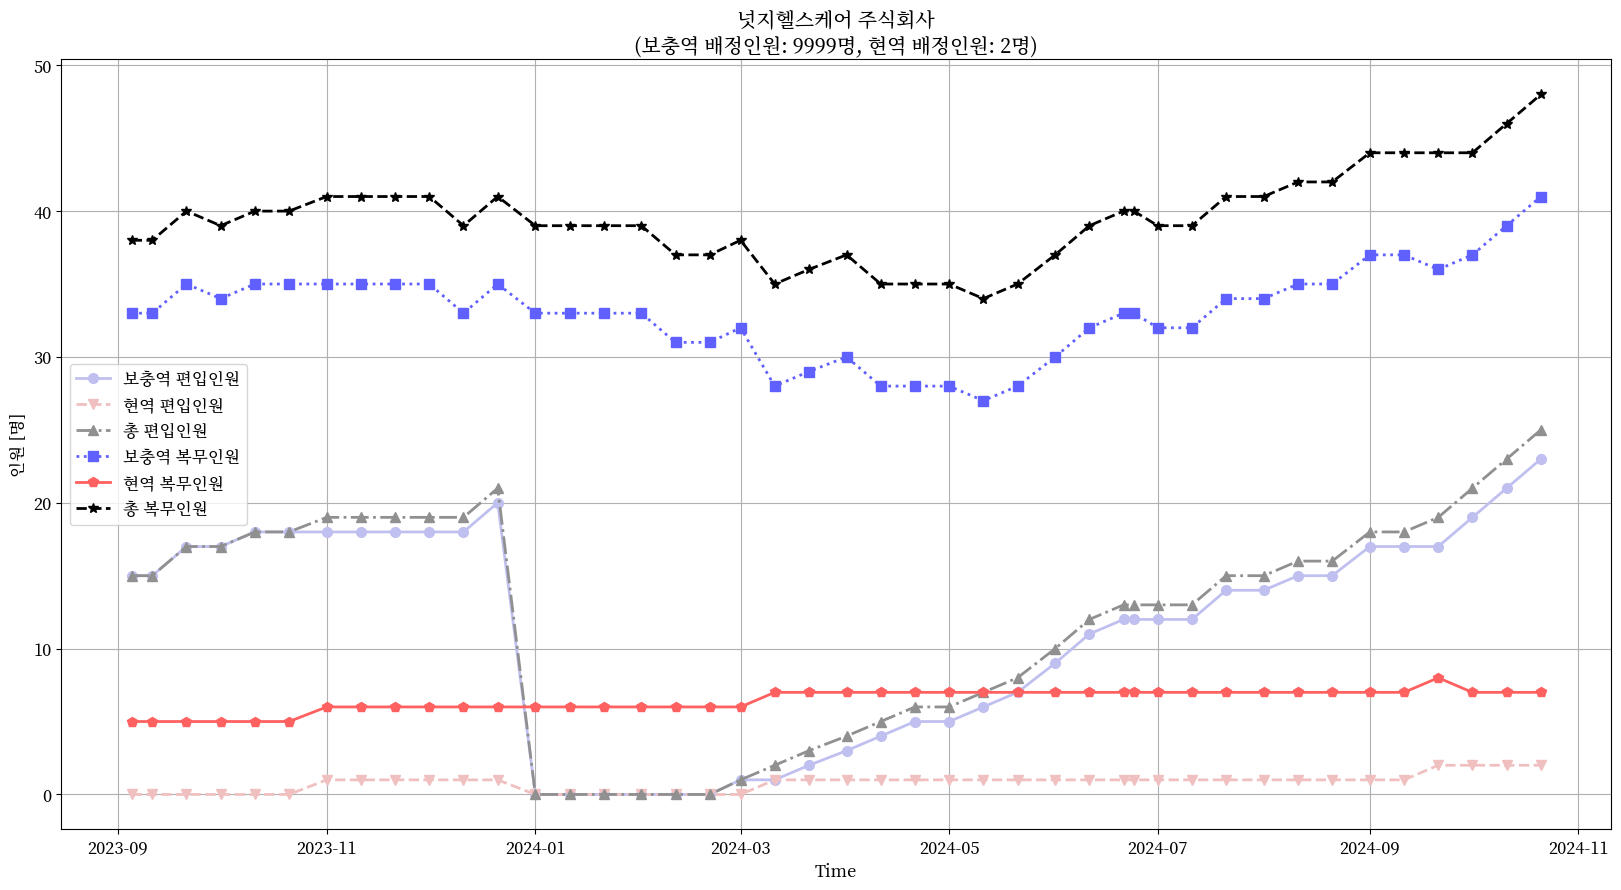 넛지헬스케어 주식회사
(보충역 배정인원: 9999명, 현역 배정인원: 2명)
50
40
30
20
10
0
인원 [명]
보충역 편입인원
현역 편입인원
총 편입인원
보충역 복무인원
현역 복무인원
총 복무인원
2023-09
2023-11
2024-01
2024-03
2024-05
2024-07
2024-09
2024-11
Time